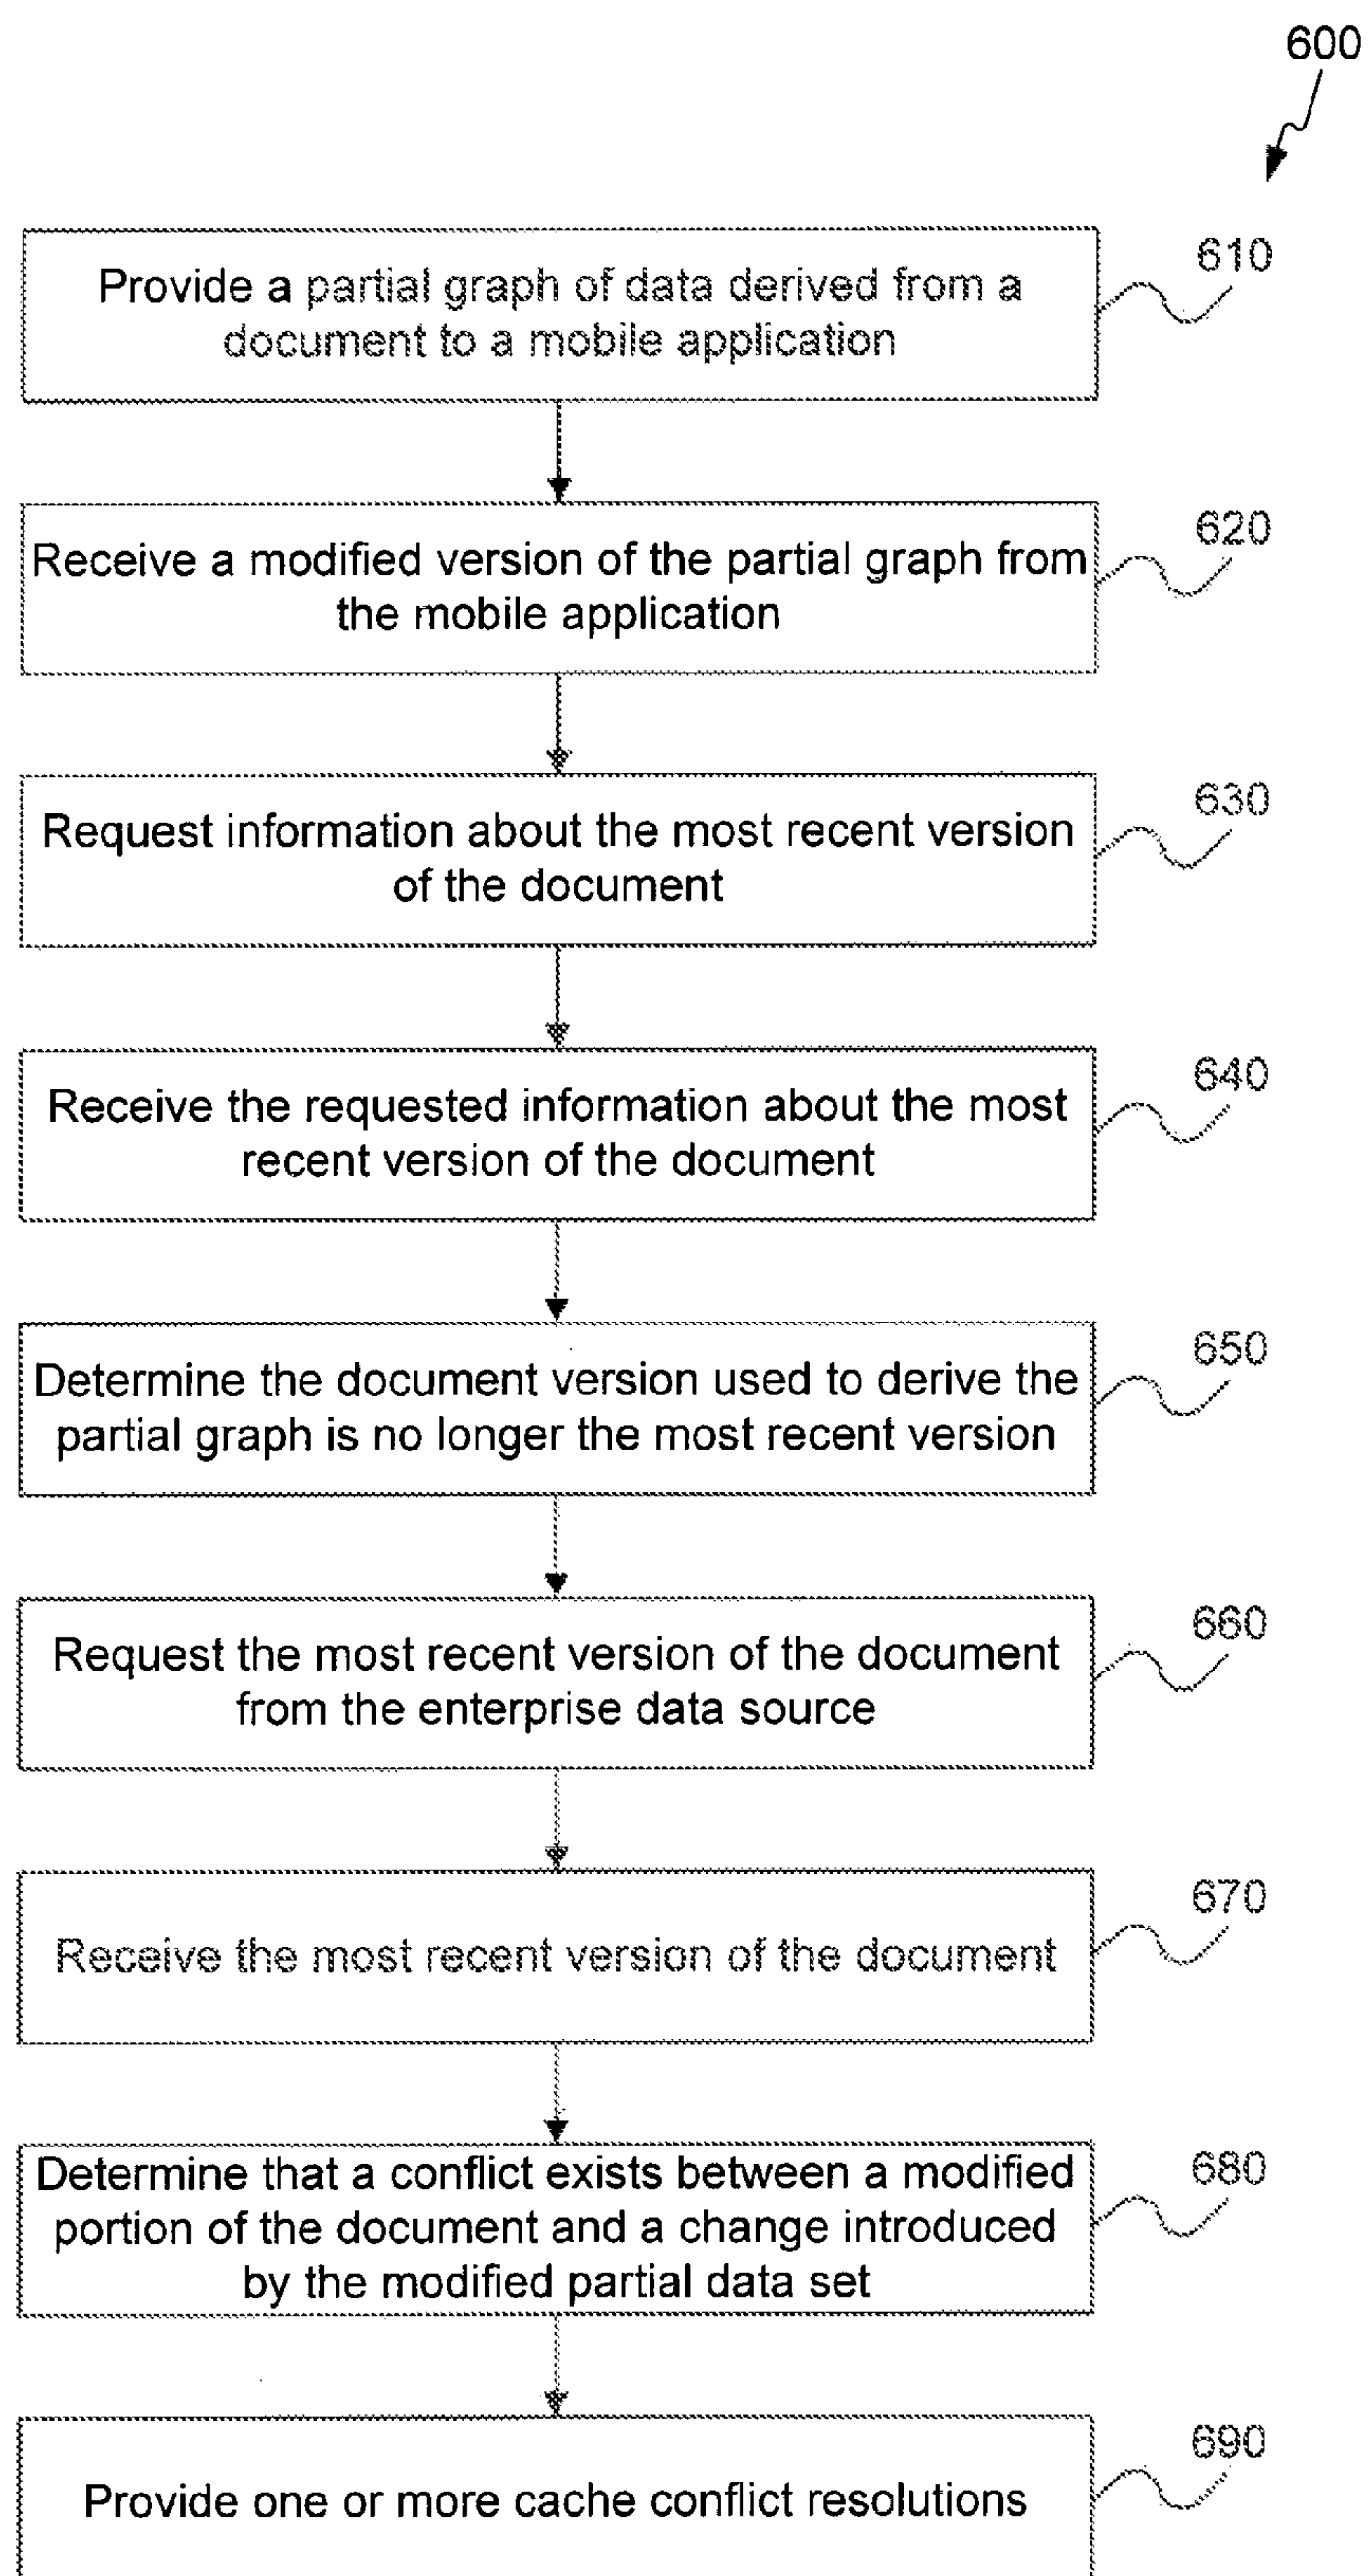 600
610
Provide a partial graph of data derived from a
document to a mobile application
620
Receive a modified version of the partial graph from
the mobile application
630
Request information about the most recent version
of the document
640
Receive the requested information about the most
recent version of the document
650
Determine the document version used to derive the
partial graph is no longer the most recent version
660
Request the most recent version of the document
from the enterprise data source
670
Receive the most recent version of the document
680
Determine that a conflict exists between a modified
portion of the document and a change introduced
by the modified partial data set
690
Provide one or more cache conflict resolutions